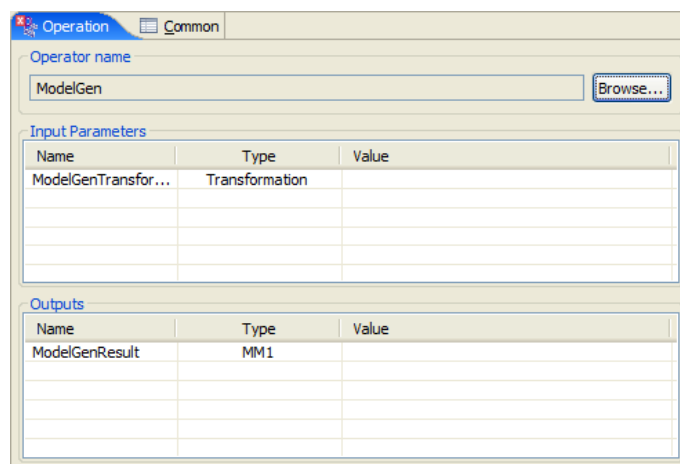 Operation Common
Operator name
ModelGen Browse...
Input Parameters
Name Type Value
ModelGenTransfor... Transformation
Outputs
Name Type Value
ModelGenResult MM1